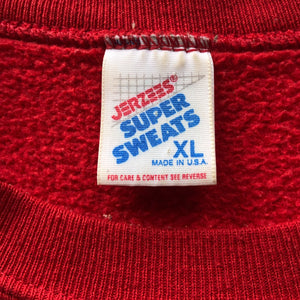 JERZEES®
SUPER
SWEATS
XL
MADE IN U.S.A.
FOR CARE & CONTENT SEE REVERSE